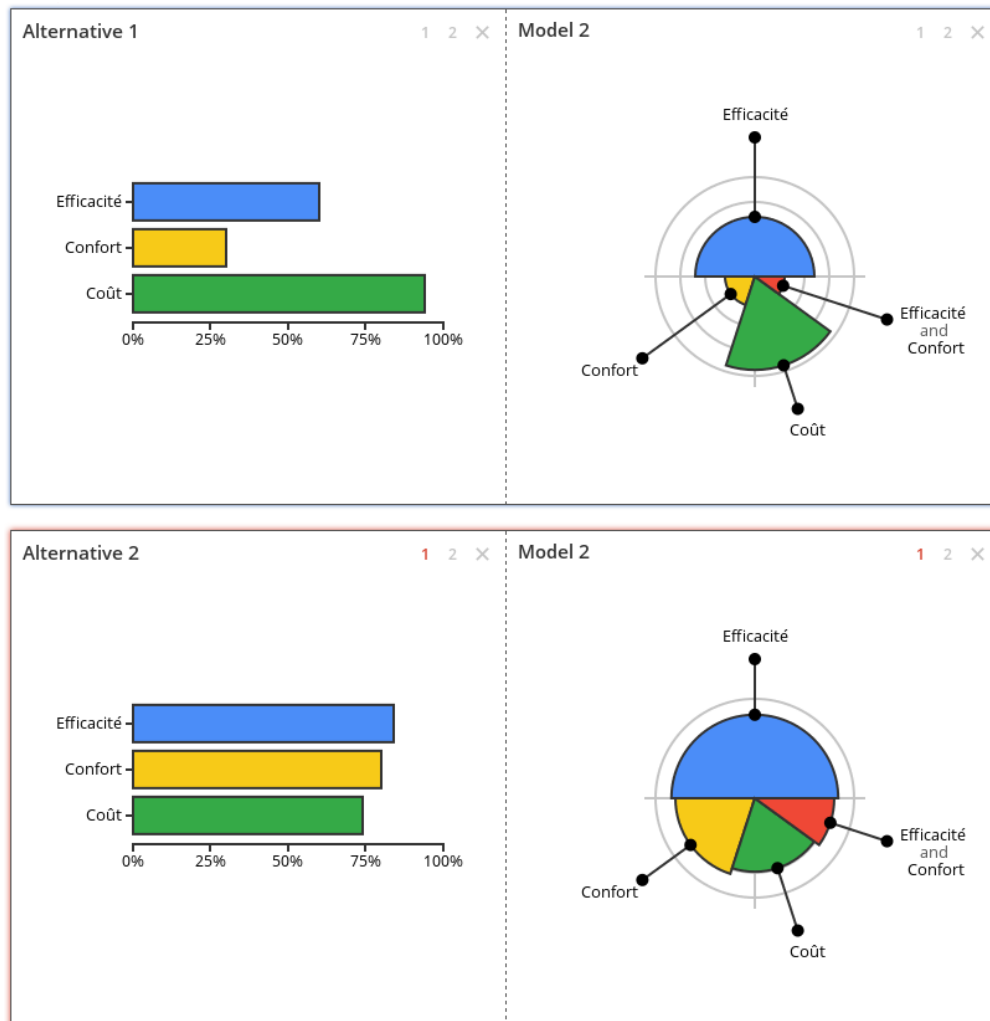 Alternative 1
1 2 ×
Model 2
1 2 ×
Efficacité
Confort
Coût
0% 25% 50% 75% 100%
Efficacité
Efficacité
and
Confort
Confort
Coût
Alternative 2
1 2 ×
Model 2
1 2 ×
Efficacité
Confort
Coût
0% 25% 50% 75% 100%
Efficacité
Efficacité
and
Confort
Confort
Coût